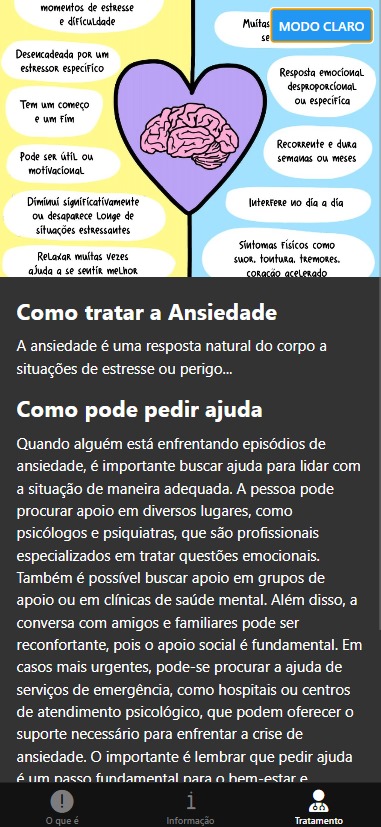 momentos de estresse
e dificuldade
Desencadeada por um
estressor específico
Tem um começo
e um fim
Pode ser útil ou
motivacional
Diminui significativamente
ou desaparece longe de
situações estressantes
Relaxar muitas vezes
ajuda a se sentir melhor
Muitas
se
MODO CLARO
Resposta emocional
desproporcional
ou específica
Recorrente e dura
semanas ou meses
Interfere no dia a dia
Sintomas físicos como
suor, tontura, tremores,
coração acelerado
Como tratar a Ansiedade
A ansiedade é uma resposta natural do corpo a
situações de estresse ou perigo...
Como pode pedir ajuda
Quando alguém está enfrentando episódios de
ansiedade, é importante buscar ajuda para lidar com
a situação de maneira adequada. A pessoa pode
procurar apoio em diversos lugares, como
psicólogos e psiquiatras, que são profissionais
especializados em tratar questões emocionais.
Também é possível buscar apoio em grupos de
apoio ou em clínicas de saúde mental. Além disso, a
conversa com amigos e familiares pode ser
reconfortante, pois o apoio social é fundamental. Em
casos mais urgentes, pode-se procurar a ajuda de
serviços de emergência, como hospitais ou centros
de atendimento psicológico, que podem oferecer o
suporte necessário para enfrentar a crise de
ansiedade. O importante é lembrar que pedir ajuda
é um passo fundamental para o bem-estar e
O que é
Informação
Tratamento